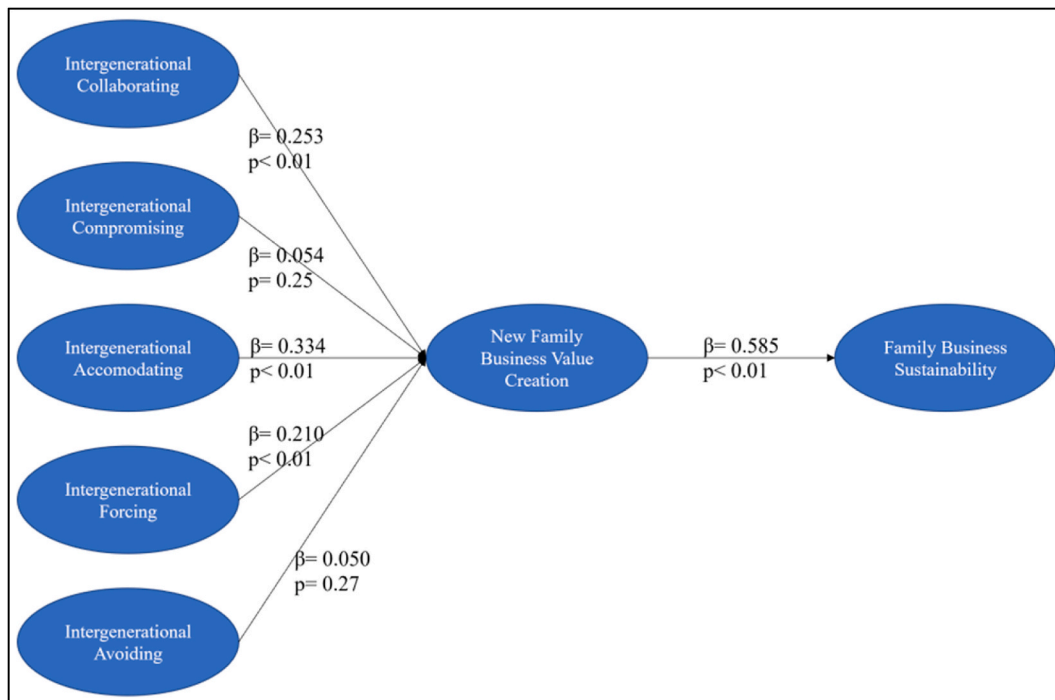 Intergenerational
Collaborating
β= 0.253
p< 0.01
Intergenerational
Compromising
β= 0.054
p= 0.25
Intergenerational
Accomodating
β= 0.334
p< 0.01
New Family
Business Value
Creation
β= 0.585
p< 0.01
Family Business
Sustainability
β= 0.210
p< 0.01
Intergenerational
Forcing
β= 0.050
p= 0.27
Intergenerational
Avoiding